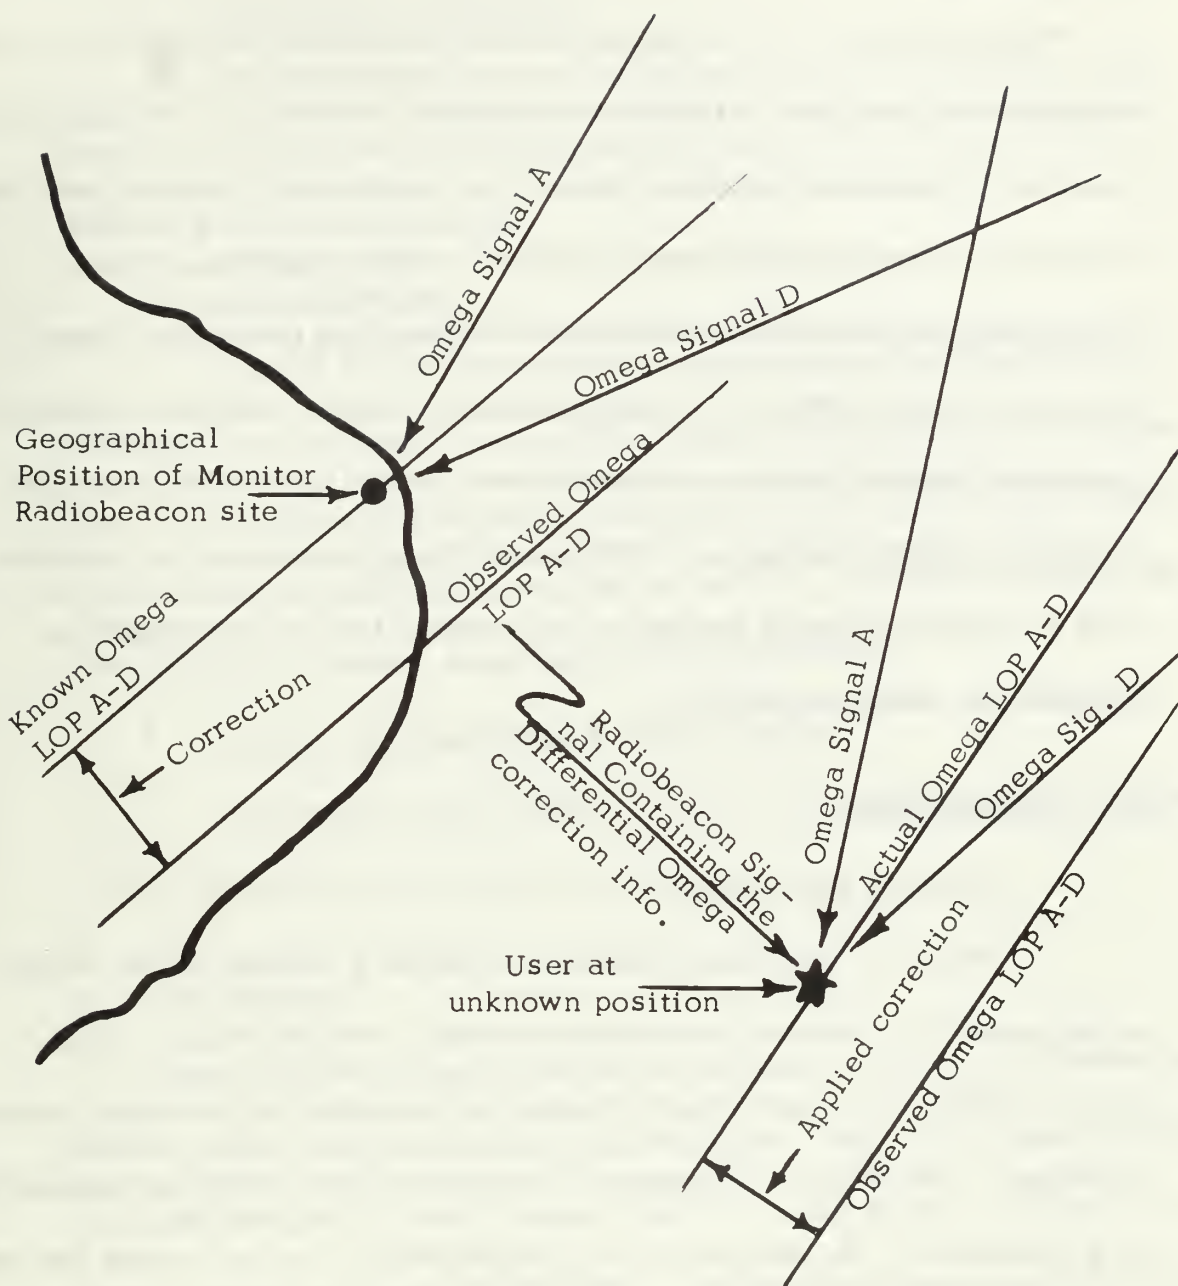 Omega Signal A
Omega Signal D
Geographical
Position of Monitor
Radiobeacon site
Observed Omega
LOP A-D
Known Omega
LOP A-D
Correction
Radiobeacon Sig-
nal Containing the
Differential Omega
correction info.
Omega Signal A
Actual Omega LOP A-D
Omega Sig. D
User at
unknown position
Applied correction
Observed Omega LOP A-D